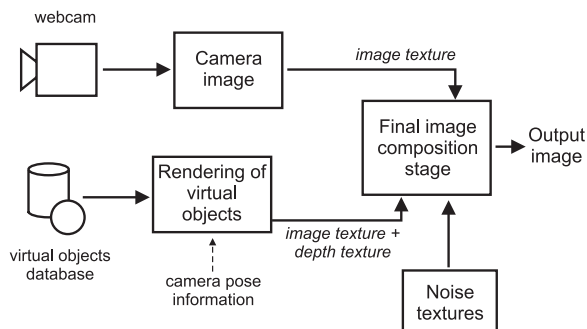 webcam
Camera
image
image texture
Final image
composition
stage
Output
image
Rendering of
virtual
objects
image texture +
depth texture
virtual objects
database
camera pose
information
Noise
textures